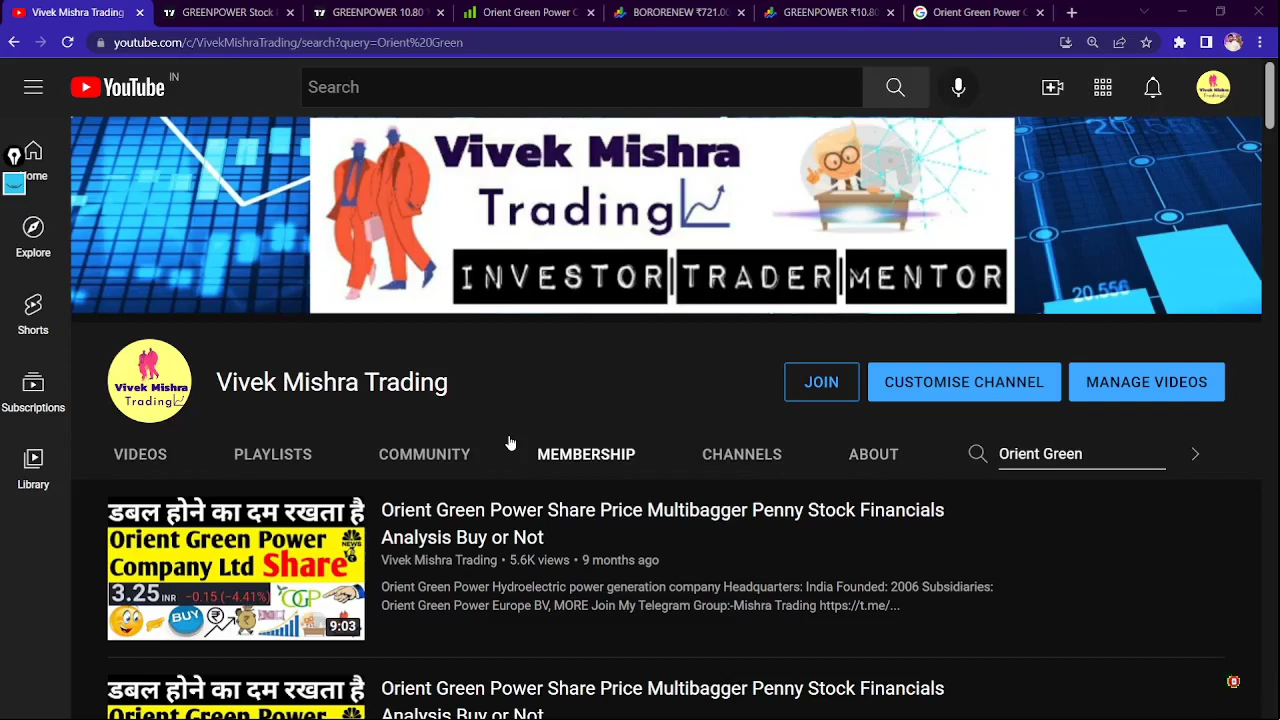 Vivek Mishra Trading
GREENPOWER Stock
GREENPOWER 10.80
Orient Green Power C
BORORENEW ₹721.00
GREENPOWER ₹10.80
Orient Green Power C
youtube.com/c/VivekMishraTrading/search?query=Orient%20Green
YouTube IN
Search
Vivek Mishra
Trading
INVESTOR|TRADER|MENTOR
20.556
Home
Explore
Shorts
Subscriptions
Library
Vivek Mishra
Trading
Vivek Mishra Trading
JOIN
CUSTOMISE CHANNEL
MANAGE VIDEOS
VIDEOS
PLAYLISTS
COMMUNITY
MEMBERSHIP
CHANNELS
ABOUT
Orient Green
डबल होने का दम रखता है
Orient Green Power
Company Ltd Share
NEWS
3.25 INR -0.15 (-4.41%)
OGP
BUY
9:03
Orient Green Power Share Price Multibagger Penny Stock Financials
Analysis Buy or Not
Vivek Mishra Trading • 5.6K views • 9 months ago
Orient Green Power Hydroelectric power generation company Headquarters: India Founded: 2006 Subsidiaries:
Orient Green Power Europe BV, MORE Join My Telegram Group:-Mishra Trading https://t.me/...
डबल होने का दम रखता है
Orient Green Power
Orient Green Power Share Price Multibagger Penny Stock Financials
Analysis Buy or Not